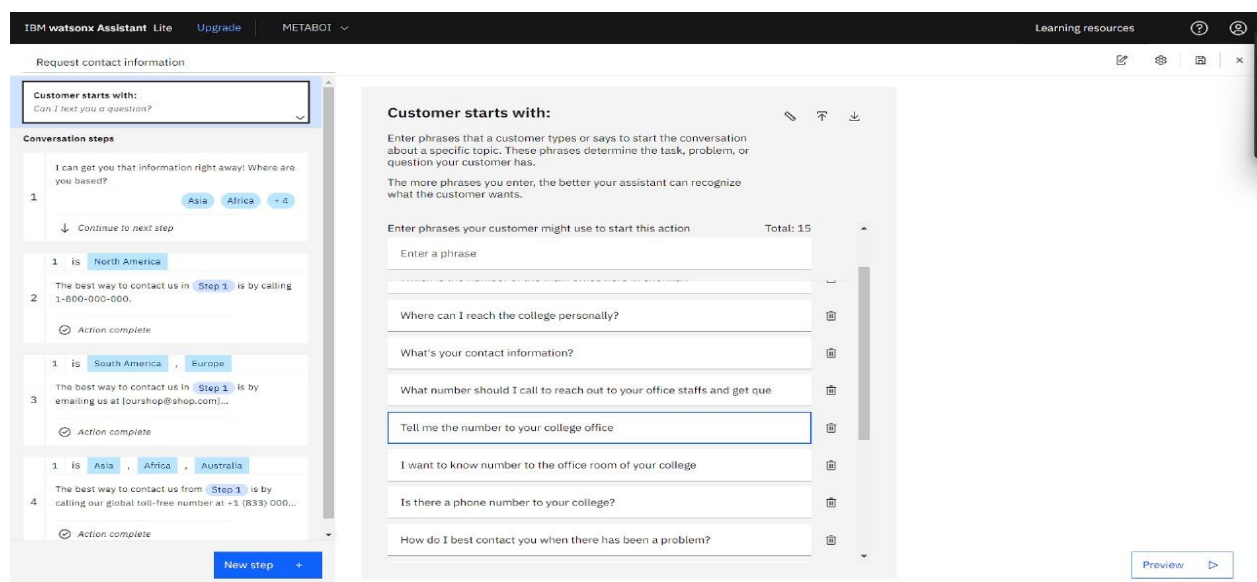 IBM watsonx Assistant Lite Upgrade METABOI Learning resources
Request contact information
Customer starts with:
Can I text you a question?
Conversation steps
1
I can get you that information right away! Where are
you based?
Asia Africa + 4
Continue to next step
2
1 is North America
The best way to contact us in Step 1 is by calling
1-800-000-000.
Action complete
3
1 is South America , Europe
The best way to contact us in Step 1 is by
emailing us at [ourshop@shop.com]...
Action complete
4
1 is Asia , Africa , Australia
The best way to contact us from Step 1 is by
calling our global toll-free number at +1 (833) 000...
Action complete
New step +
Customer starts with:
Enter phrases that a customer types or says to start the conversation
about a specific topic. These phrases determine the task, problem, or
question your customer has.
The more phrases you enter, the better your assistant can recognize
what the customer wants.
Enter phrases your customer might use to start this action Total: 15
Enter a phrase
Where can I reach the college personally?
What's your contact information?
What number should I call to reach out to your office staffs and get que
Tell me the number to your college office
I want to know number to the office room of your college
Is there a phone number to your college?
How do I best contact you when there has been a problem?
Preview